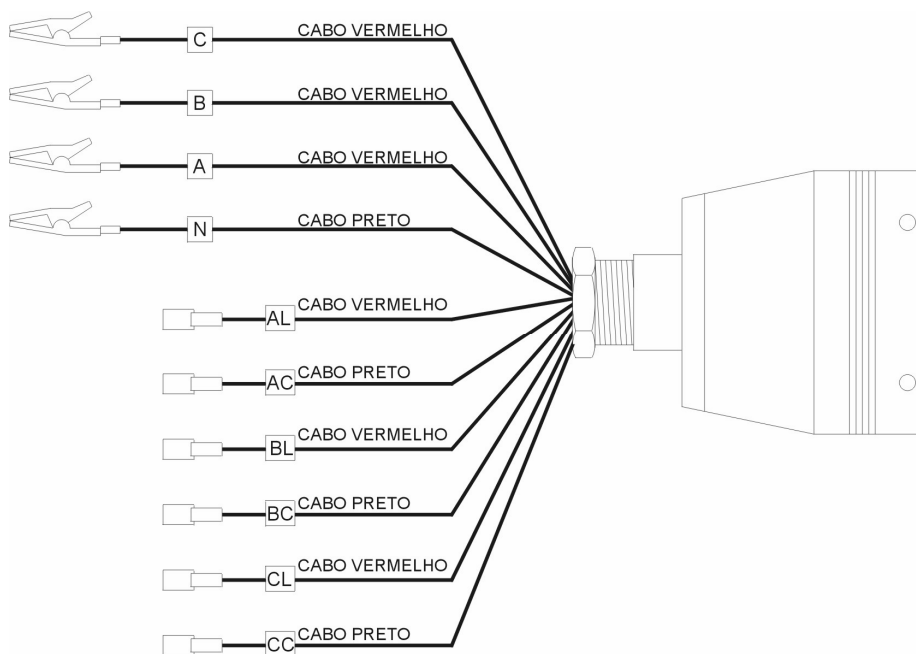 C CABO VERMELHO
B CABO VERMELHO
A CABO VERMELHO
N CABO PRETO
AL CABO VERMELHO
AC CABO PRETO
BL CABO VERMELHO
BC CABO PRETO
CL CABO VERMELHO
CC CABO PRETO